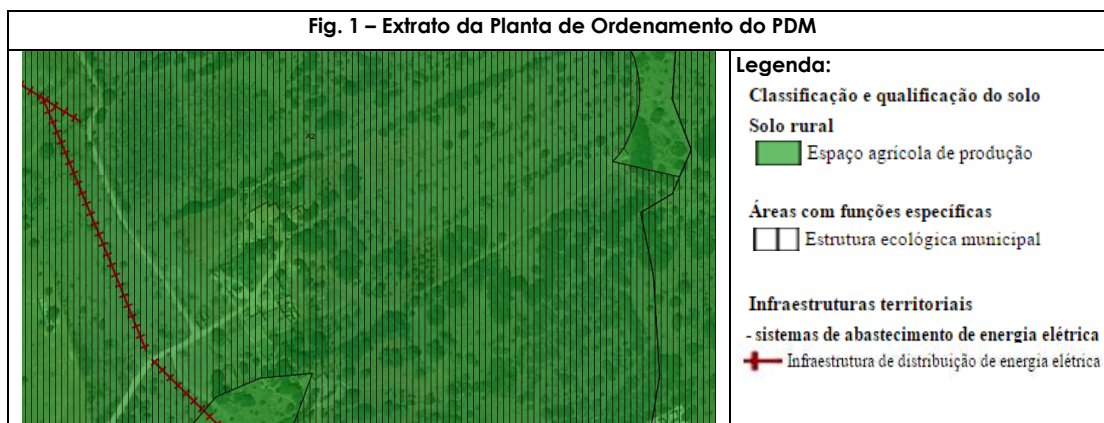 Fig. 1 – Extrato da Planta de Ordenamento do PDM
Legenda:
Classificação e qualificação do solo
Solo rural
Espaço agrícola de produção
Áreas com funções específicas
Estrutura ecológica municipal
Infraestruturas territoriais
- sistemas de abastecimento de energia elétrica
Infraestrutura de distribuição de energia elétrica